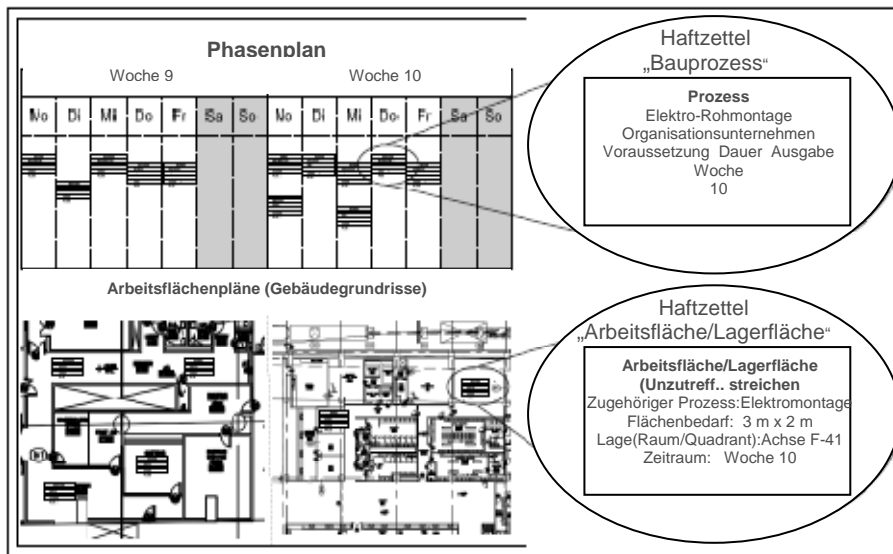 Phasenplan
Woche 9
Woche 10
Mo Di Mi Do Fr Sa So Mo Di Mi Do Fr Sa So
Haftzettel
„Bauprozess“
Prozess
Elektro-Rohmontage
Organisationsunternehmen
Voraussetzung Dauer Ausgabe
Woche
10
Arbeitsflächenpläne (Gebäudegrundrisse)
Haftzettel
„Arbeitsfläche/Lagerfläche“
Arbeitsfläche/Lagerfläche
(Unzutreff.. streichen
Zugehöriger Prozess:Elektromontage
Flächenbedarf: 3 m x 2 m
Lage(Raum/Quadrant):Achse F-41
Zeitraum: Woche 10